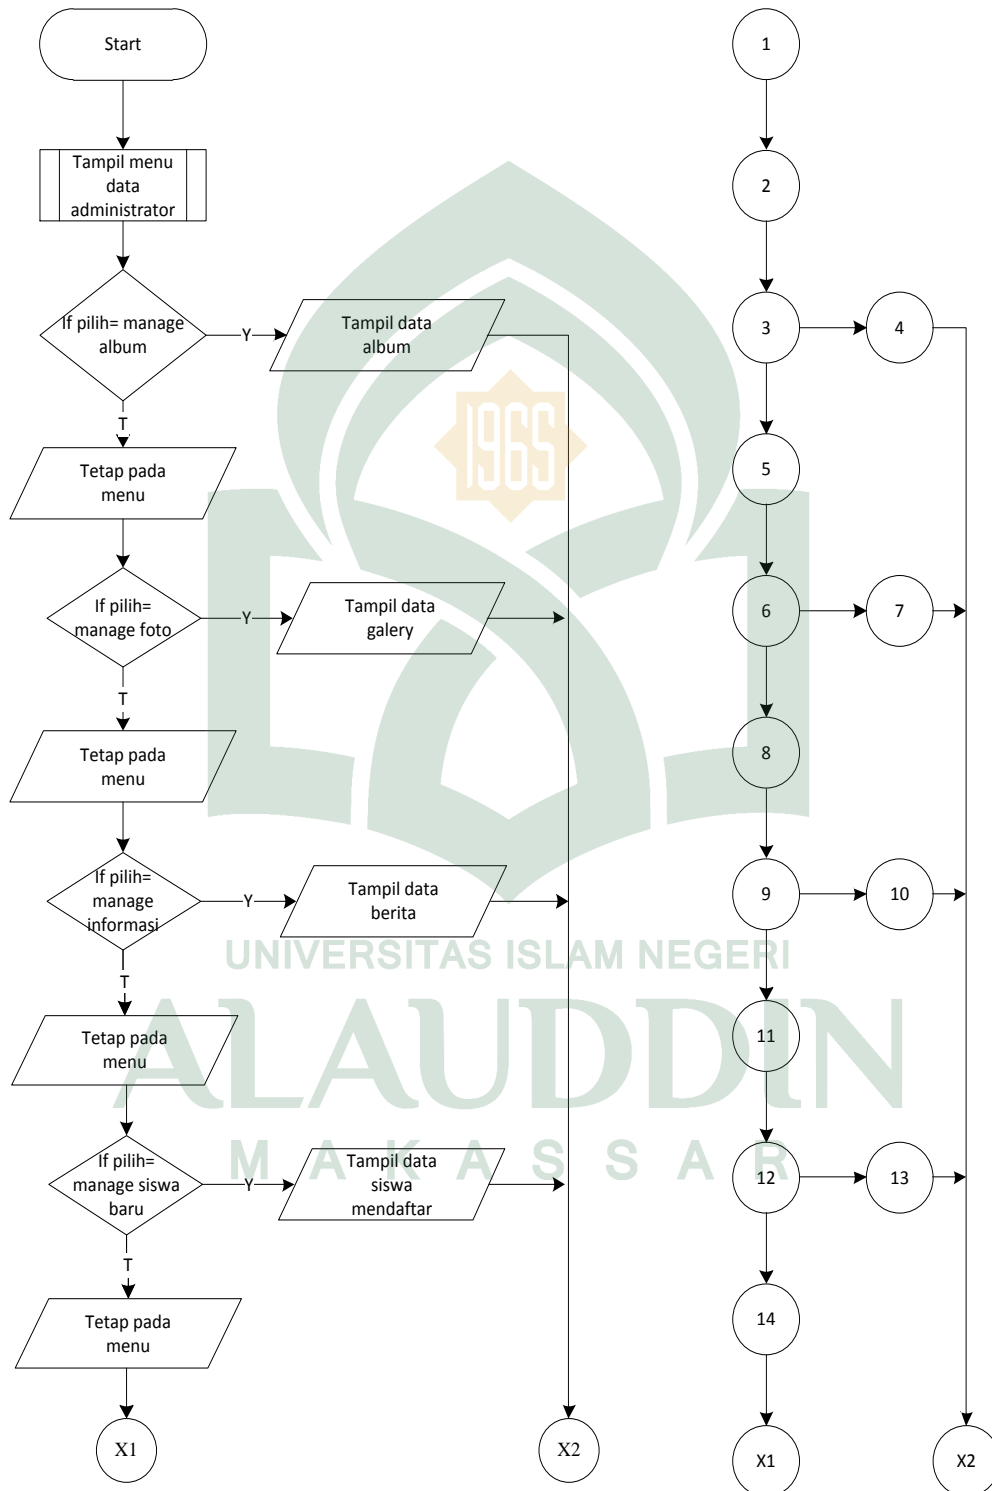 Start
Tampil menu
data
administrator
If pilih= manage
album
Y
Tampil data
album
T
Tetap pada
menu
If pilih=
manage foto
Y
Tampil data
galery
T
Tetap pada
menu
If pilih=
manage
informasi
Y
Tampil data
berita
T
Tetap pada
menu
If pilih=
manage siswa
baru
Y
Tampil data
siswa
mendaftar
T
Tetap pada
menu
X1
X2
1
2
3
4
5
6
7
8
9
10
11
12
13
14
X1
X2
1965
UNIVERSITAS ISLAM NEGERI
ALAUDDIN
MAKASSAR